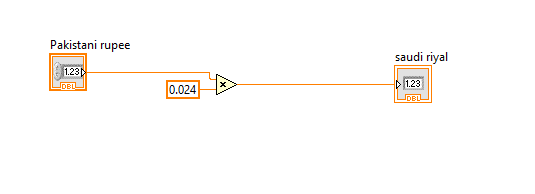 Pakistani rupee
saudi riyal
1.23
DBL
0.024
×
1.23
DBL